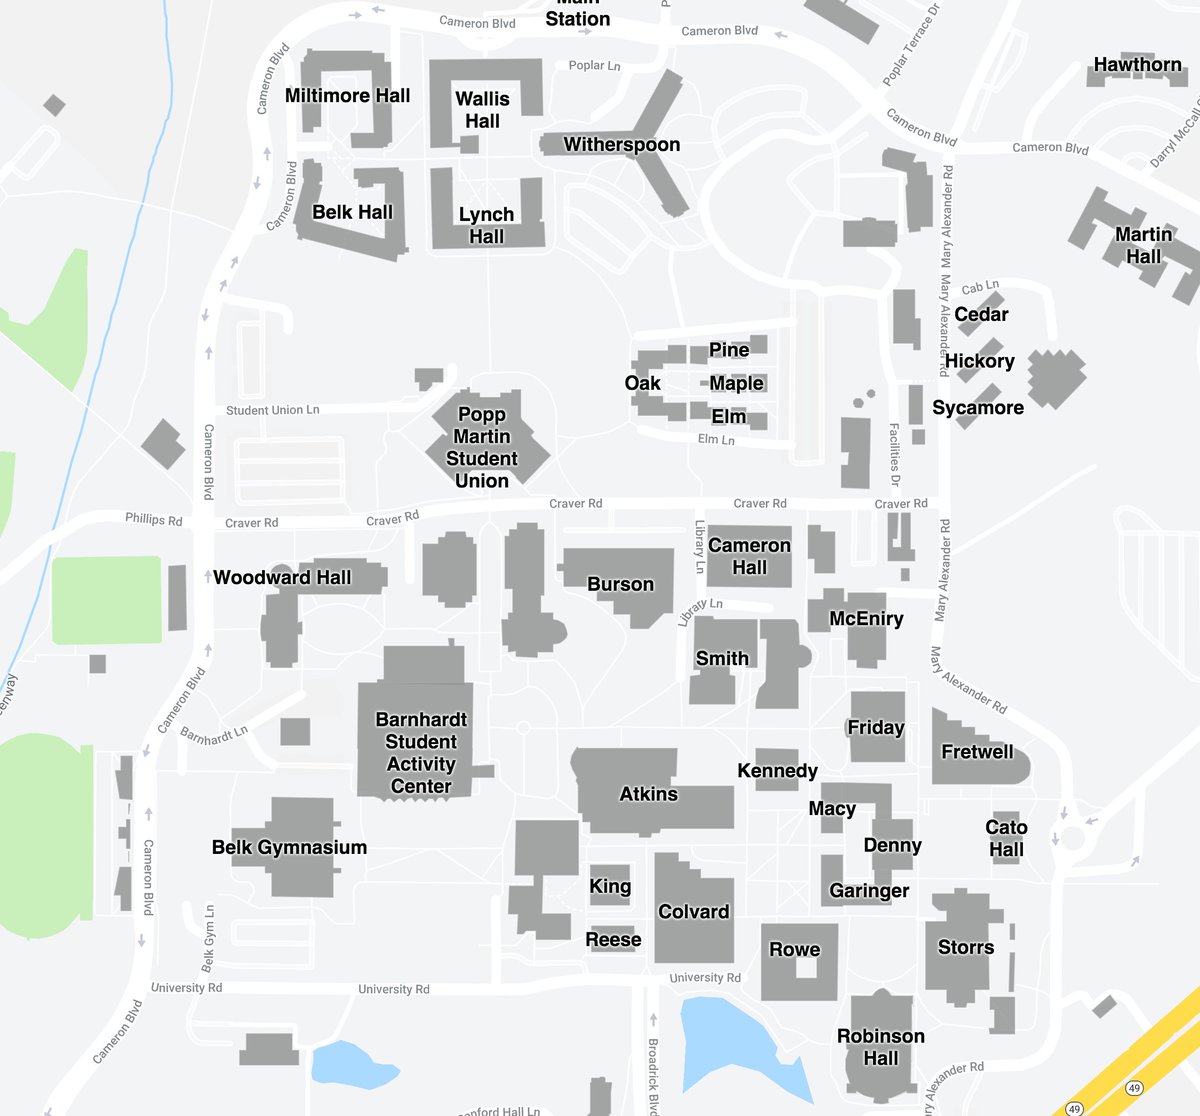 Main
Station
Cameron Blvd
Cameron Blvd
Poplar Terrace Dr
Cameron Blvd
Poplar Ln
Hawthorn
Miltimore Hall
Wallis
Hall
Witherspoon
Cameron Blvd
Cameron Blvd
Darryl McCall
Cameron Blvd
Belk Hall
Lynch
Hall
Mary Alexander Rd
Martin
Hall
Mary Alexander Rd
Cab Ln
Cedar
Pine
Hickory
Oak
Maple
Elm
Sycamore
Student Union Ln
Elm Ln
Popp
Martin
Student
Union
Cameron Blvd
Facilities Dr
Phillips Rd
Craver Rd
Craver Rd
Craver Rd
Craver Rd
Craver Rd
Library Ln
Cameron
Hall
Mary Alexander Rd
Woodward Hall
Burson
Library Ln
McEniry
Smith
Mary Alexander Rd
Cameron Blvd
Barnhardt Ln
Barnhardt
Student
Activity
Center
Friday
Fretwell
Kennedy
Atkins
Macy
Cato
Hall
Denny
Belk Gymnasium
Cameron Blvd
King
Garinger
Colvard
Belk Gym Ln
Reese
Rowe
Storrs
University Rd
University Rd
University Rd
Cameron Blvd
Robinson
Hall
Broadrick Blvd
Alexander Rd
49
49
Hall Ln